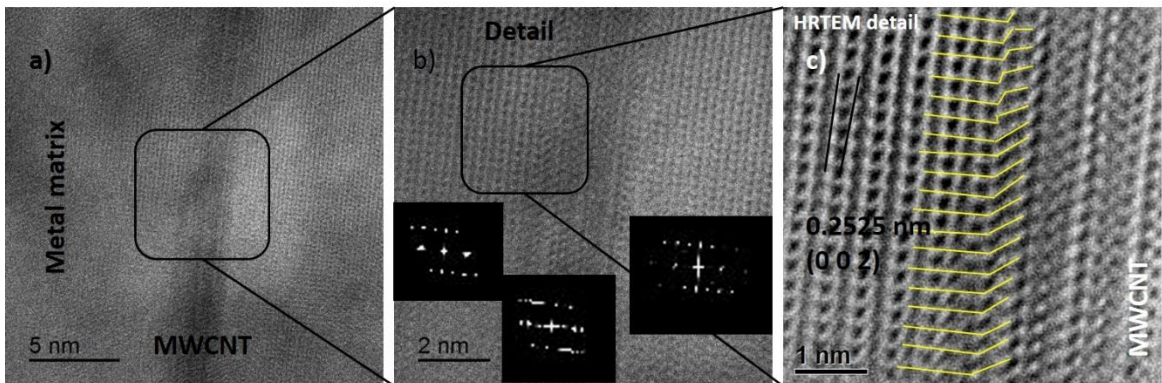 a)
Metal matrix
5 nm
MWCNT
Detail
b)
2 nm
HRTEM detail
c)
0.2525 nm
(0 0 2)
1 nm
MWCNT